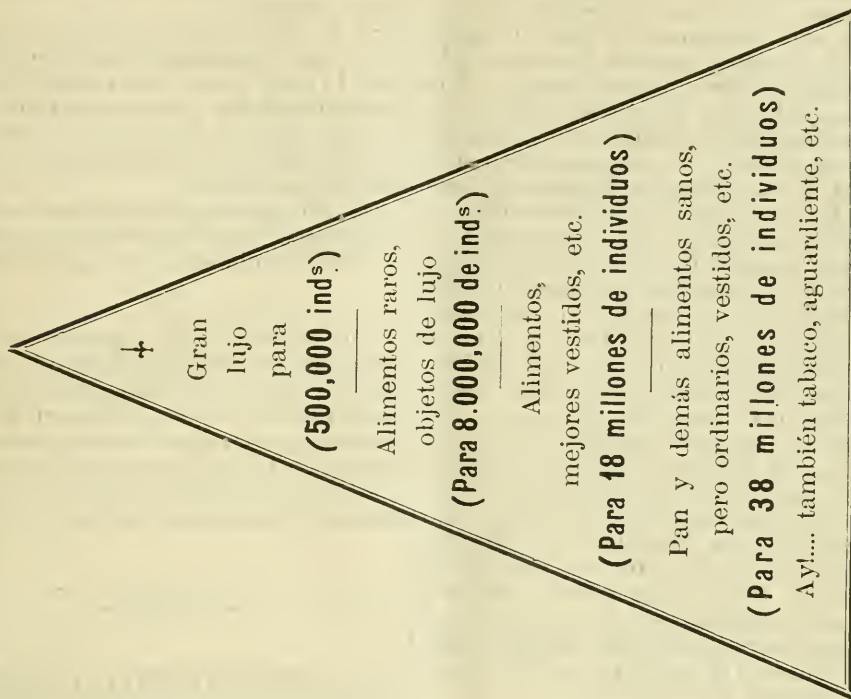 Gran
lujo
para
(500,000 ind.s)
Alimentos raros,
objetos de lujo
(Para 8.000,000 de ind.s)
Alimentos,
mejores vestidos, etc.
(Para 18 millones de individuos)
Pan y demás alimentos sanos,
pero ordinarios, vestidos, etc.
(Para 38 millones de individuos)
Ay!.... también tabaco, aguardiente, etc.